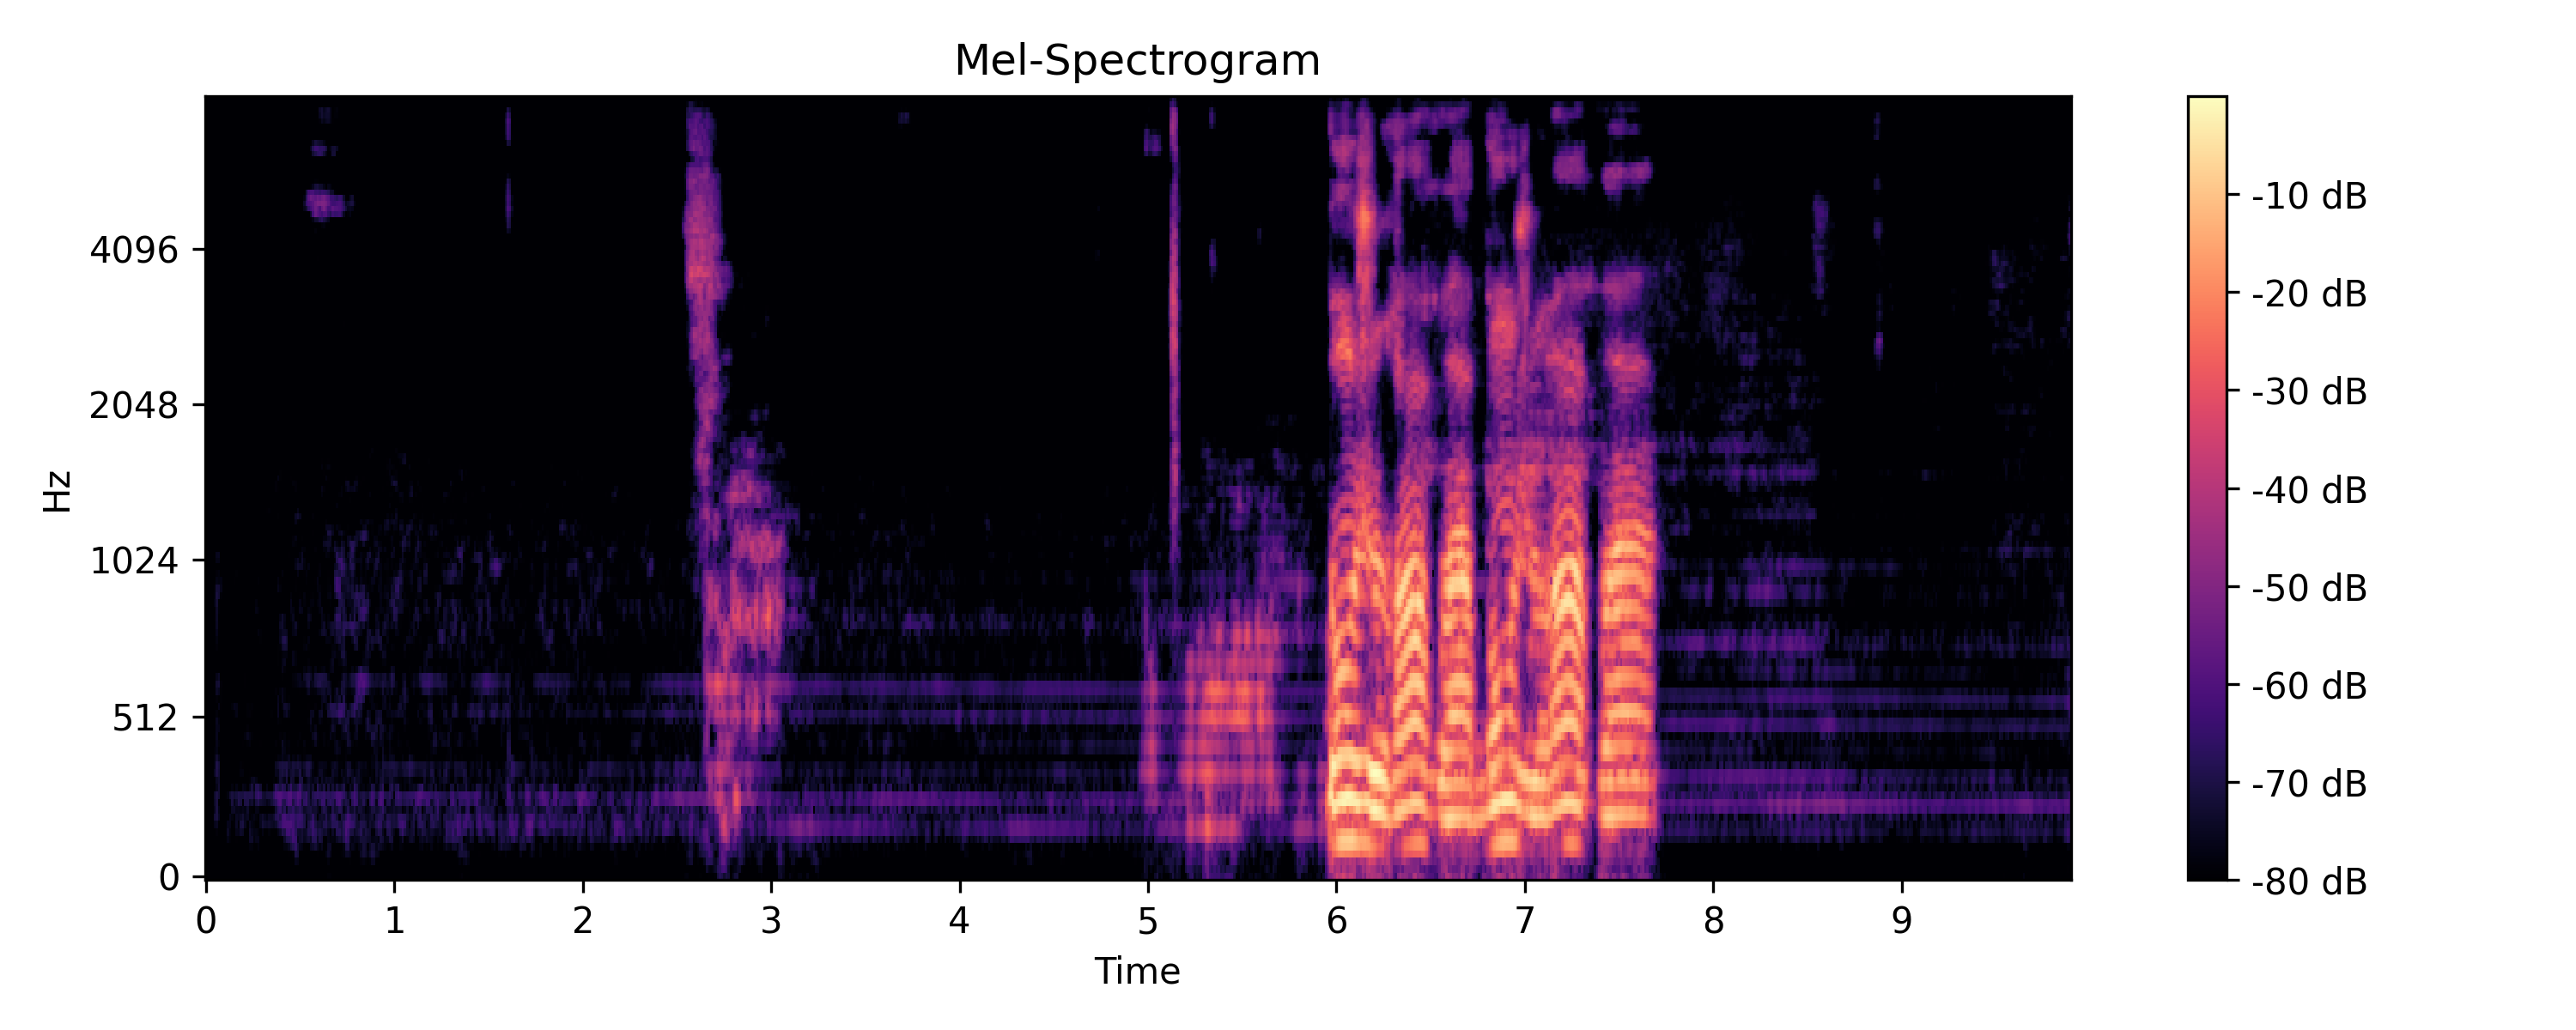 Mel-Spectrogram
Hz
4096
2048
1024
512
0
0 1 2 3 4 5 6 7 8 9
Time
-10 dB
-20 dB
-30 dB
-40 dB
-50 dB
-60 dB
-70 dB
-80 dB